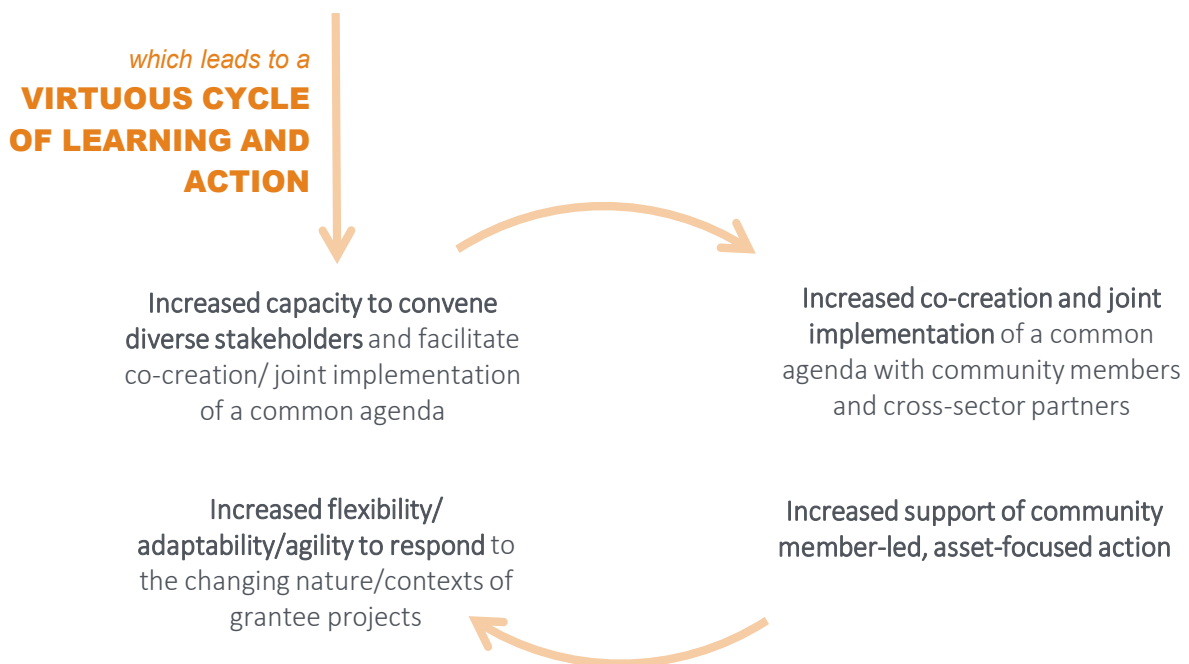 which leads to a
VIRTUOUS CYCLE
OF LEARNING AND
ACTION
Increased capacity to convene
diverse stakeholders and facilitate
co-creation/ joint implementation
of a common agenda
Increased co-creation and joint
implementation of a common
agenda with community members
and cross-sector partners
Increased flexibility/
adaptability/agility to respond to
the changing nature/contexts of
grantee projects
Increased support of community
member-led, asset-focused action